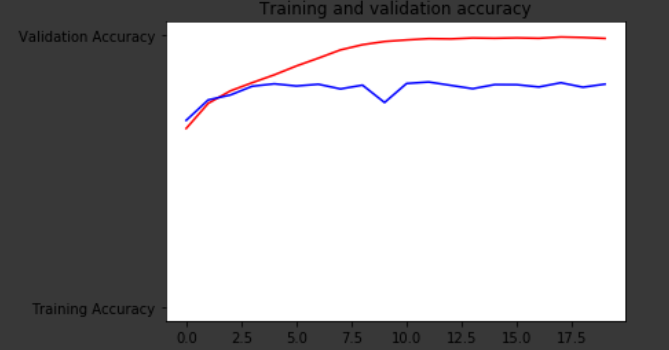 Training and validation accuracy
Validation Accuracy
Training Accuracy
0.0 2.5 5.0 7.5 10.0 12.5 15.0 17.5